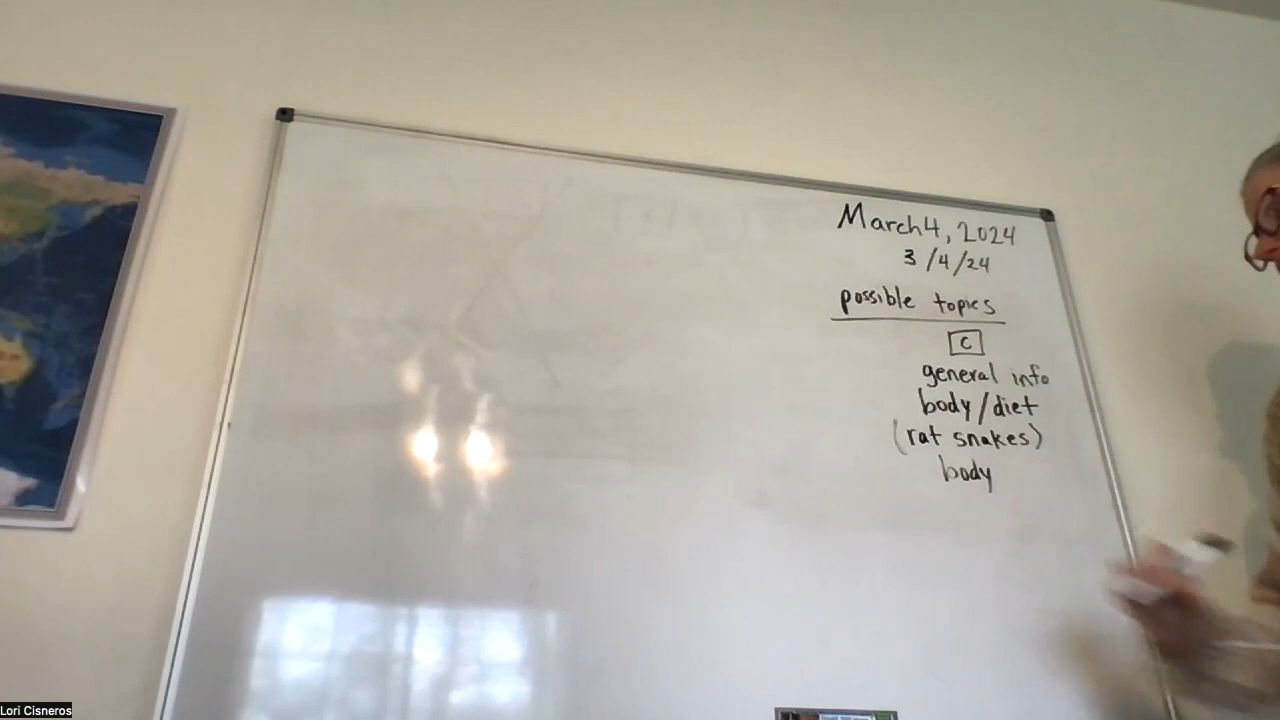 March 4, 2024
3/4/24
possible topics
C
general info
body/diet
(rat snakes)
body
Lori Cisneros